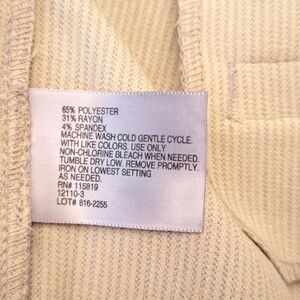 65% POLYESTER
31% RAYON
4% SPANDEX
MACHINE WASH COLD GENTLE CYCLE.
WITH LIKE COLORS. USE ONLY
NON-CHLORINE BLEACH WHEN NEEDED.
TUMBLE DRY LOW. REMOVE PROMPTLY.
IRON ON LOWEST SETTING
AS NEEDED.
RN# 115819
12110-3
LOT# 816-2255